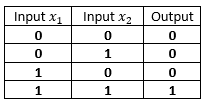 Input x₁ Input x₂ Output
0 0 0
0 1 0
1 0 0
1 1 1